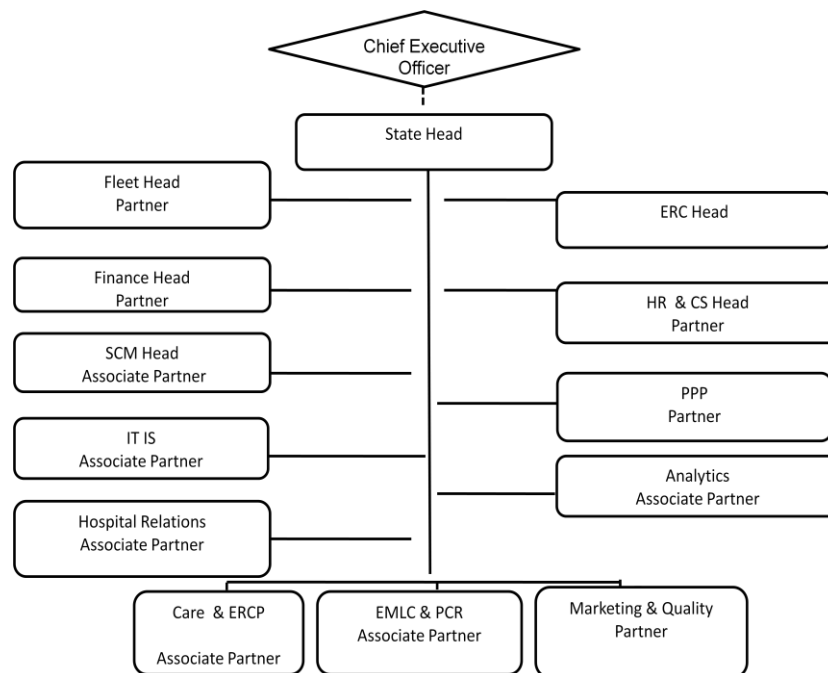 Chief Executive
Officer
State Head
Fleet Head
Partner
ERC Head
Finance Head
Partner
HR & CS Head
Partner
SCM Head
Associate Partner
PPP
Partner
IT IS
Associate Partner
Analytics
Associate Partner
Hospital Relations
Associate Partner
Care & ERCP
Associate Partner
EMLC & PCR
Associate Partner
Marketing & Quality
Partner